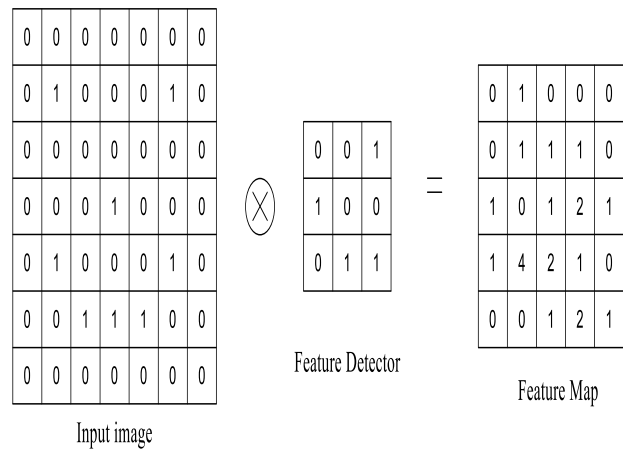 0 0 0 0 0 0 0
0 1 0 0 0 1 0
0 0 0 0 0 0 0
0 0 0 1 0 0 0
0 1 0 0 0 1 0
0 0 1 1 1 0 0
0 0 0 0 0 0 0
Input image
0 0 1
1 0 0
0 1 1
Feature Detector
=
0 1 0 0 0
0 1 1 1 0
1 0 1 2 1
1 4 2 1 0
0 0 1 2 1
Feature Map